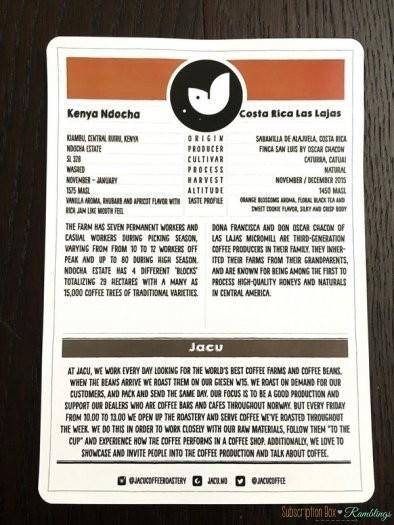 Kenya Ndocha
Costa Rica Las Lajas
KIAMBU, CENTRAL RUIRU, KENYA ORIGIN SABANILLA DE ALAJUELA, COSTA RICA
NDOCHA ESTATE PRODUCER FINCA SAN LUIS BY OSCAR CHACON
SL 328 CULTIVAR CATURRA, CATUAI
WASHED PROCESS NATURAL
NOVEMBER - JANUARY HARVEST NOVEMBER / DECEMBER 2015
1575 MASL ALTITUDE 1450 MASL
VANILLA AROMA, RHUBARB AND APRICOT FLAVOR WITH TASTE PROFILE ORANGE BLOSSOMS AROMA, FLORAL BLACK TEA AND
RICH JAM LIKE MOUTH FEEL SWEET COOKIE FLAVOR, SILKY AND CRISP BODY
THE FARM HAS SEVEN PERMANENT WORKERS AND
CASUAL WORKERS DURING PICKING SEASON,
VARYING FROM FROM 10 TO 12 WORKERS OFF
PEAK AND UP TO 80 DURING HIGH SEASON.
NDOCHA ESTATE HAS 4 DIFFERENT 'BLOCKS'
TOTALIZING 29 HECTARES WITH A MANY AS
15,000 COFFEE TREES OF TRADITIONAL VARIETIES.
DONA FRANCISCA AND DON OSCAR CHACON OF
LAS LAJAS MICROMILL ARE THIRD-GENERATION
COFFEE PRODUCERS IN THEIR FAMILY. THEY INHER-
ITED THEIR FARMS FROM THEIR GRANDPARENTS,
AND ARE KNOWN FOR BEING AMONG THE FIRST TO
PROCESS HIGH-QUALITY HONEYS AND NATURALS
IN CENTRAL AMERICA.
Jacu
AT JACU, WE WORK EVERY DAY LOOKING FOR THE WORLD'S BEST COFFEE FARMS AND COFFEE BEANS.
WHEN THE BEANS ARRIVE WE ROAST THEM ON OUR GIESEN W15. WE ROAST ON DEMAND FOR OUR
CUSTOMERS, AND PACK AND SEND THE SAME DAY. OUR FOCUS IS TO BE A GOOD PRODUCTION AND
SUPPORT OUR DEALERS WHO ARE COFFEE BARS AND CAFES THROUGHOUT NORWAY. BUT EVERY FRIDAY
FROM 10.00 TO 13.00 WE OPEN UP THE ROASTERY AND SERVE COFFEE WE'VE ROASTED THROUGHOUT
THE WEEK. WE DO THIS IN ORDER TO WORK CLOSELY WITH OUR RAW MATERIALS, FOLLOW THEM "TO THE
CUP" AND EXPERIENCE HOW THE COFFEE PERFORMS IN A COFFEE SHOP. ADDITIONALLY, WE LOVE TO
SHOWCASE AND INVITE PEOPLE INTO THE COFFEE PRODUCTION AND TALK ABOUT COFFEE.
@JACUCOFFEEROASTERY JACU.NO @JACUCOFFEE
Subscription Box Ramblings